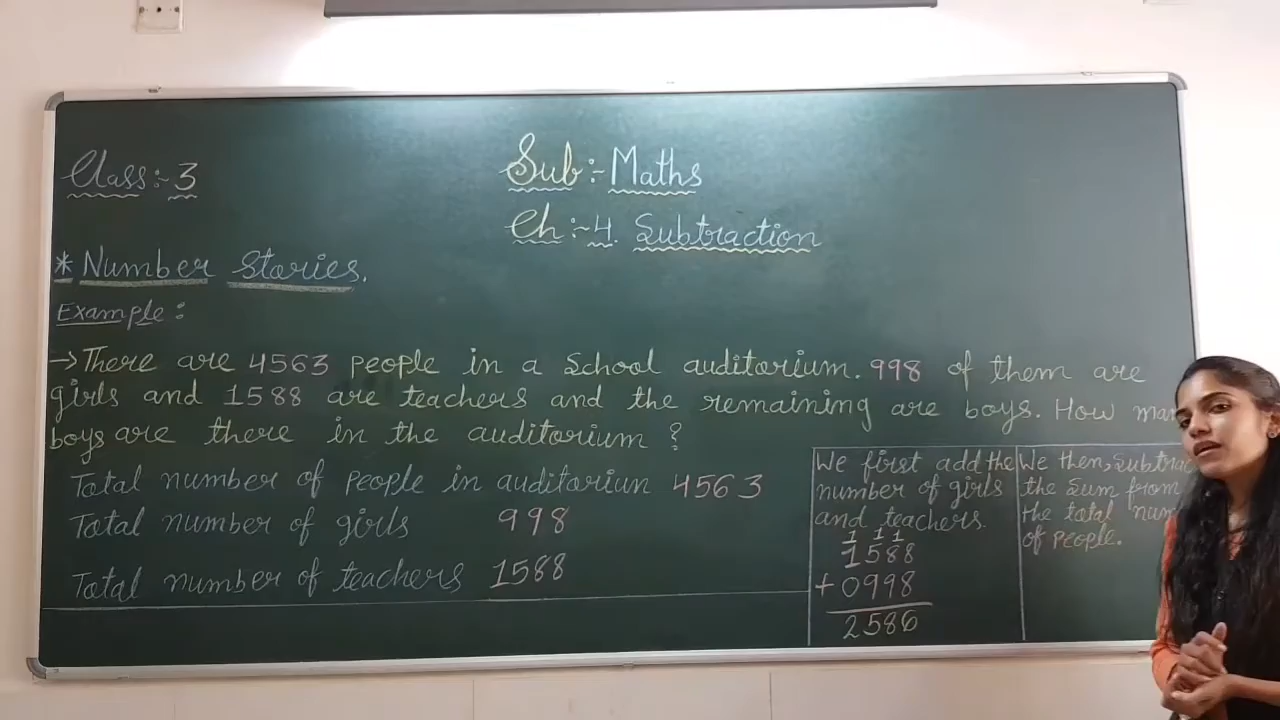 Class:- 3
Sub:- Maths
Ch:-4. Subtraction
* Number Stories.
Example:
→There are 4563 people in a School auditorium. 998 of them are
girls and 1588 are teachers and the remaining are boys. How
boys are there in the auditorium?
Total number of people in auditoriun 4563
Total number of girls 998
Total number of teachers 1588
We first add the
number of girls
and teachers.
1 1 1
1588
+ 0998
2586
We then, Subtrac
the Sum from
the total
of people.